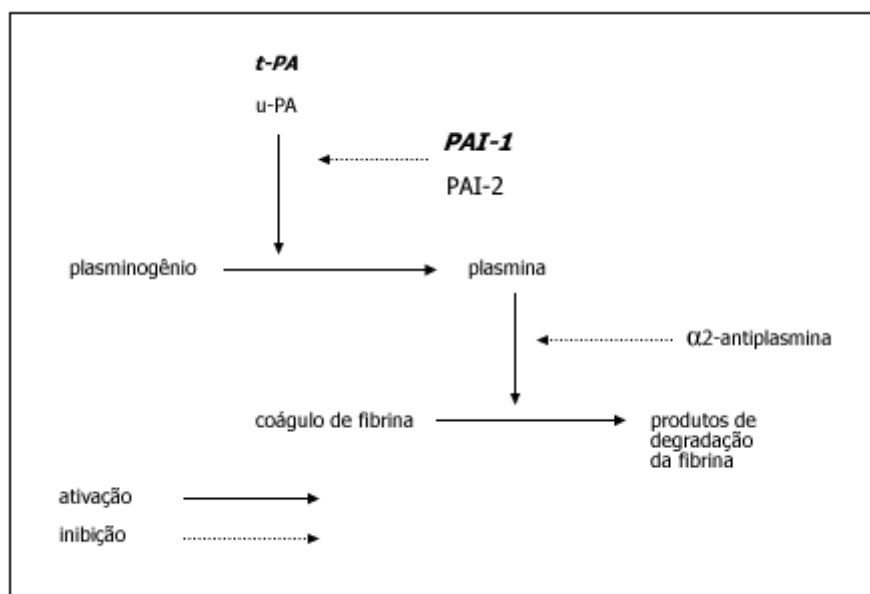 t-PA
u-PA
PAI-1
PAI-2
plasminogênio
plasmina
α2-antiplasmina
coágulo de fibrina
produtos de
degradação
da fibrina
ativação
inibição